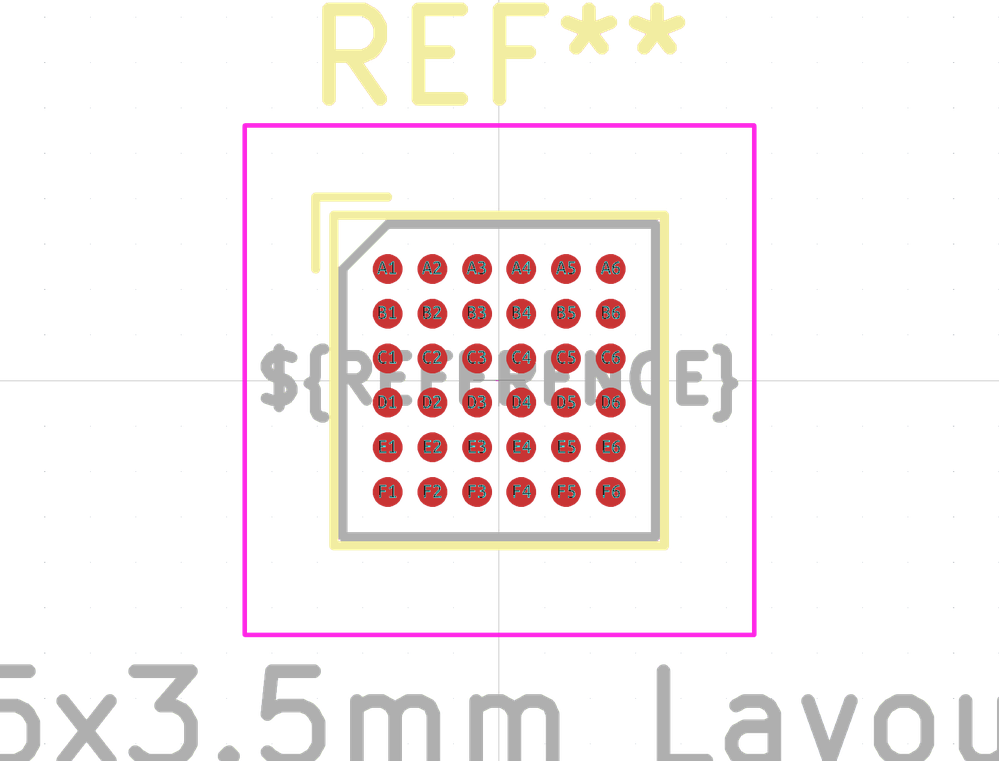 REF**
A1 A2 A3 A4 A5 A6
B1 B2 B3 B4 B5 B6
C1 C2 C3 C4 C5 C6
${REFERENCE}
D1 D2 D3 D4 D5 D6
E1 E2 E3 E4 E5 E6
F1 F2 F3 F4 F5 F6
5x3.5mm Layou